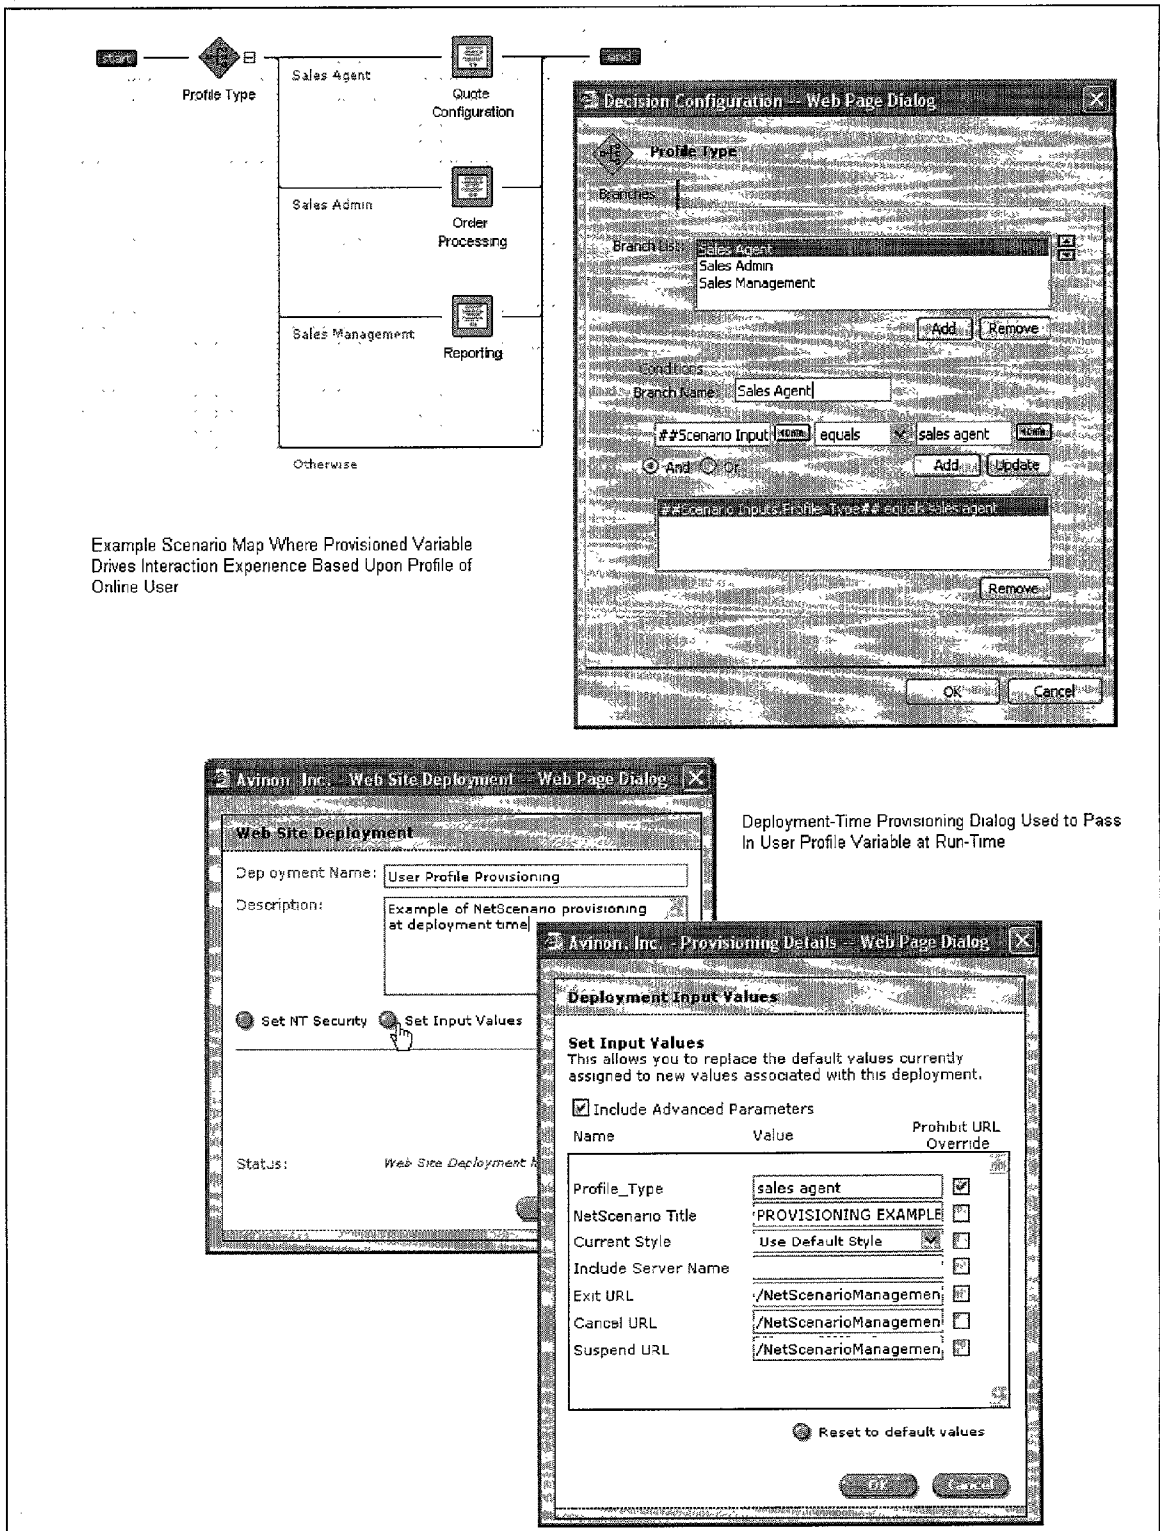 start
end
Profile Type
Sales Agent
Quote
Configuration
Sales Admin
Order
Processing
Sales Management
Reporting
Otherwise
Example Scenario Map Where Provisioned Variable
Drives Interaction Experience Based Upon Profile of
Online User
Decision Configuration -- Web Page Dialog
Profile Type
Branches
Branch List:
Sales Agent
Sales Admin
Sales Management
Add
Remove
Conditions
Branch Name:
Sales Agent
##Scenario Input
equals
sales agent
And
Or
Add
Update
##Scenario Inputs.Profile_Type## equals sales agent
Remove
OK
Cancel
Avinon, Inc. - Web Site Deployment -- Web Page Dialog
Web Site Deployment
Deployment Name:
User Profile Provisioning
Description:
Example of NetScenario provisioning
at deployment time
Set NT Security
Set Input Values
Status:
Web Site Deployment
Deployment-Time Provisioning Dialog Used to Pass
In User Profile Variable at Run-Time
Avinon, Inc. - Provisioning Details -- Web Page Dialog
Deployment Input Values
Set Input Values
This allows you to replace the default values currently
assigned to new values associated with this deployment.
Include Advanced Parameters
Name
Value
Prohibit URL
Override
Profile_Type
sales agent
NetScenario Title
PROVISIONING EXAMPLE
Current Style
Use Default Style
Include Server Name
Exit URL
/NetScenarioManagemen
Cancel URL
/NetScenarioManagemen
Suspend URL
/NetScenarioManagemen
Reset to default values
OK
Cancel